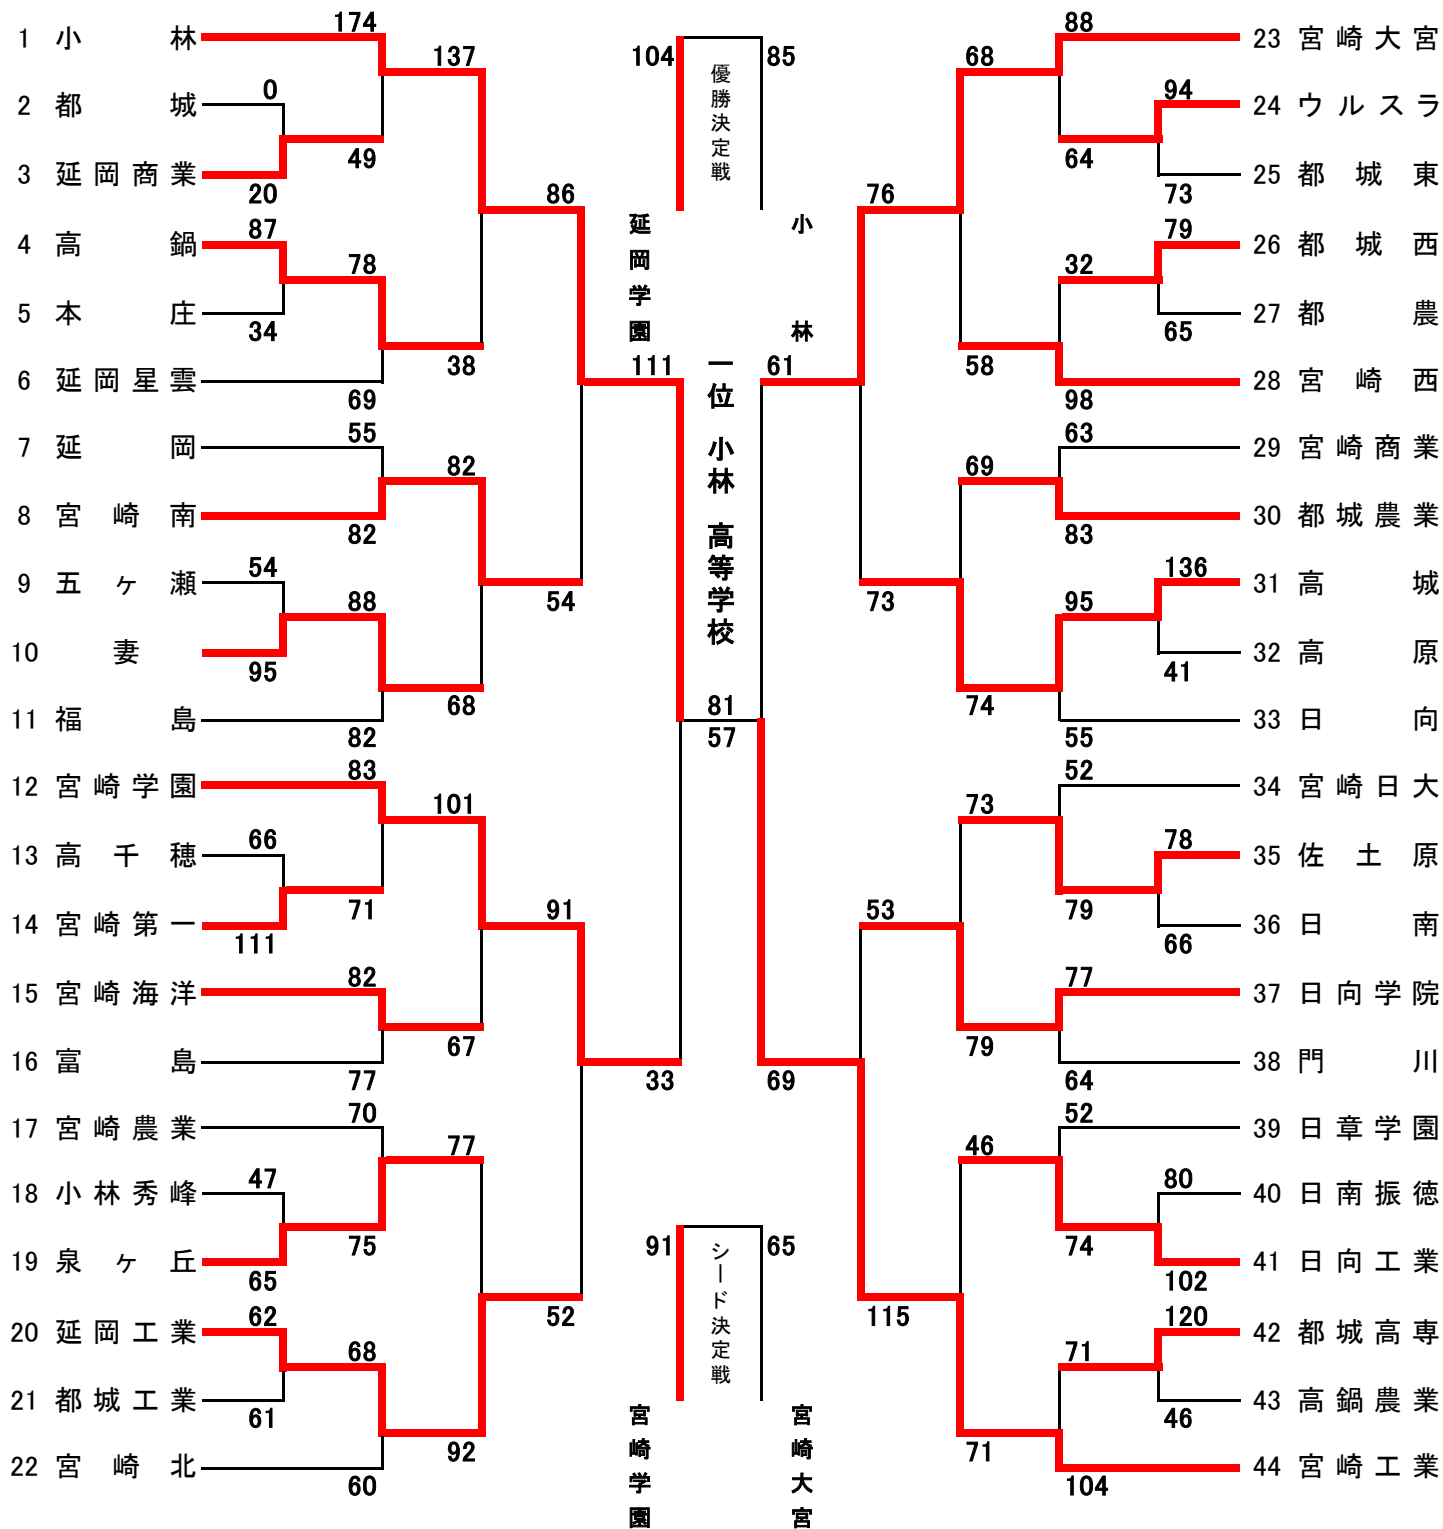 1 小林
2 都城
3 延岡商業
4 高鍋
5 本庄
6 延岡星雲
7 延岡
8 宮崎南
9 五ヶ瀬
10 妻
11 福島
12 宮崎学園
13 高千穂
14 宮崎第一
15 宮崎海洋
16 富島
17 宮崎農業
18 小林秀峰
19 泉ヶ丘
20 延岡工業
21 都城工業
22 宮崎北
174
0
20
49
87
34
78
69
55
82
54
95
88
82
83
66
111
71
82
77
70
47
65
75
62
61
68
60
137
38
82
68
101
67
77
92
86
54
91
52
111
33
104
85
優勝決定戦
延岡学園
小林
一位 小林 高等学校
81
57
91
65
シード決定戦
宮崎学園
宮崎大宮
61
69
76
73
53
115
68
58
69
74
73
79
46
71
88
94
73
64
79
65
32
98
63
83
136
41
95
55
52
78
66
79
77
64
52
80
102
74
120
46
71
104
23 宮崎大宮
24 ウルスラ
25 都城東
26 都城西
27 都農
28 宮崎西
29 宮崎商業
30 都城農業
31 高城
32 高原
33 日向
34 宮崎日大
35 佐土原
36 日南
37 日向学院
38 門川
39 日章学園
40 日南振徳
41 日向工業
42 都城高専
43 高鍋農業
44 宮崎工業